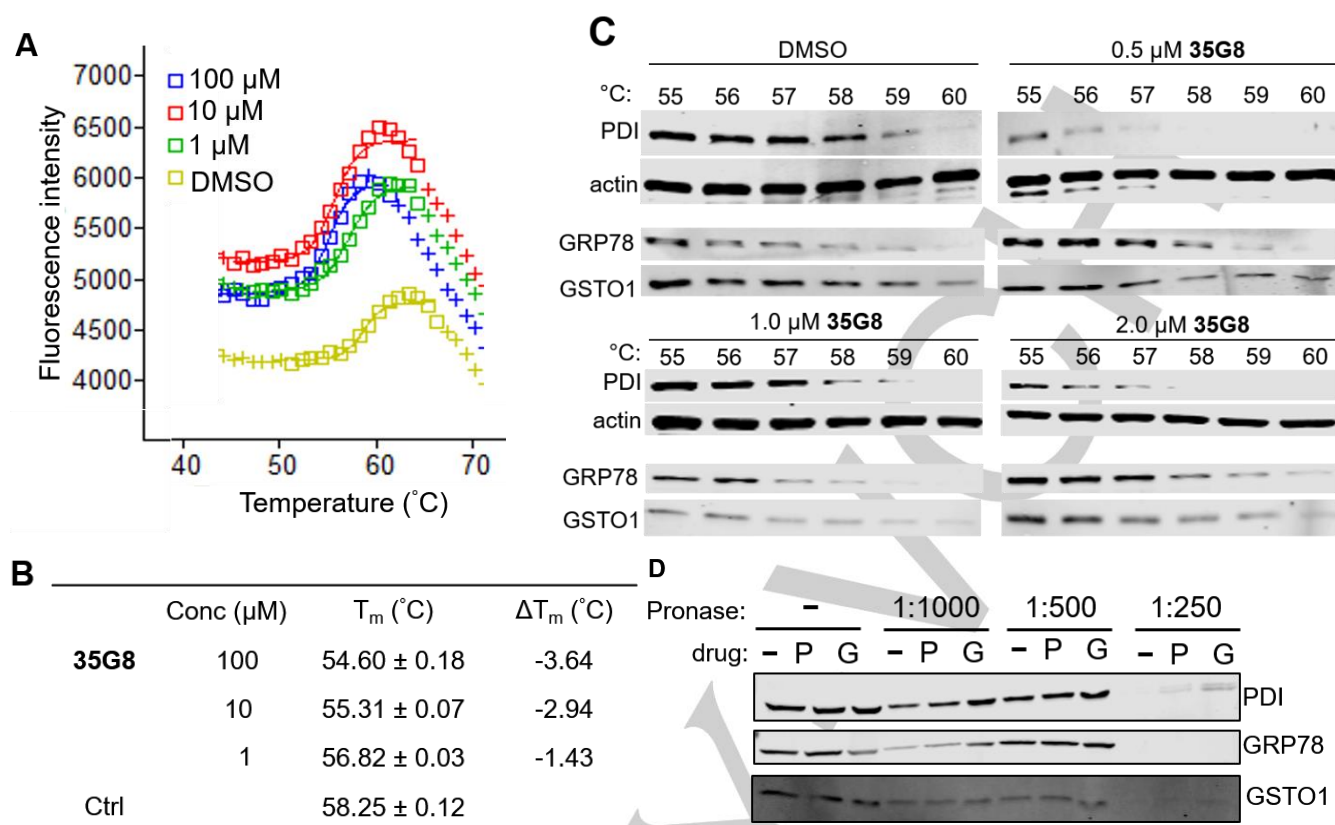 A
7000
6500
6000
5500
5000
4500
4000
Fluorescence intensity
100 µM
10 µM
1 µM
DMSO
40 50 60 70
Temperature (°C)
B
Conc (µM) Tm (°C) ΔTm (°C)
35G8 100 54.60 ± 0.18 -3.64
10 55.31 ± 0.07 -2.94
1 56.82 ± 0.03 -1.43
Ctrl 58.25 ± 0.12
C
DMSO 0.5 µM 35G8
°C: 55 56 57 58 59 60 55 56 57 58 59 60
PDI
actin
GRP78
GSTO1
1.0 µM 35G8 2.0 µM 35G8
°C: 55 56 57 58 59 60 55 56 57 58 59 60
PDI
actin
GRP78
GSTO1
D
Pronase: - 1:1000 1:500 1:250
drug: - P G - P G - P G - P G
PDI
GRP78
GSTO1